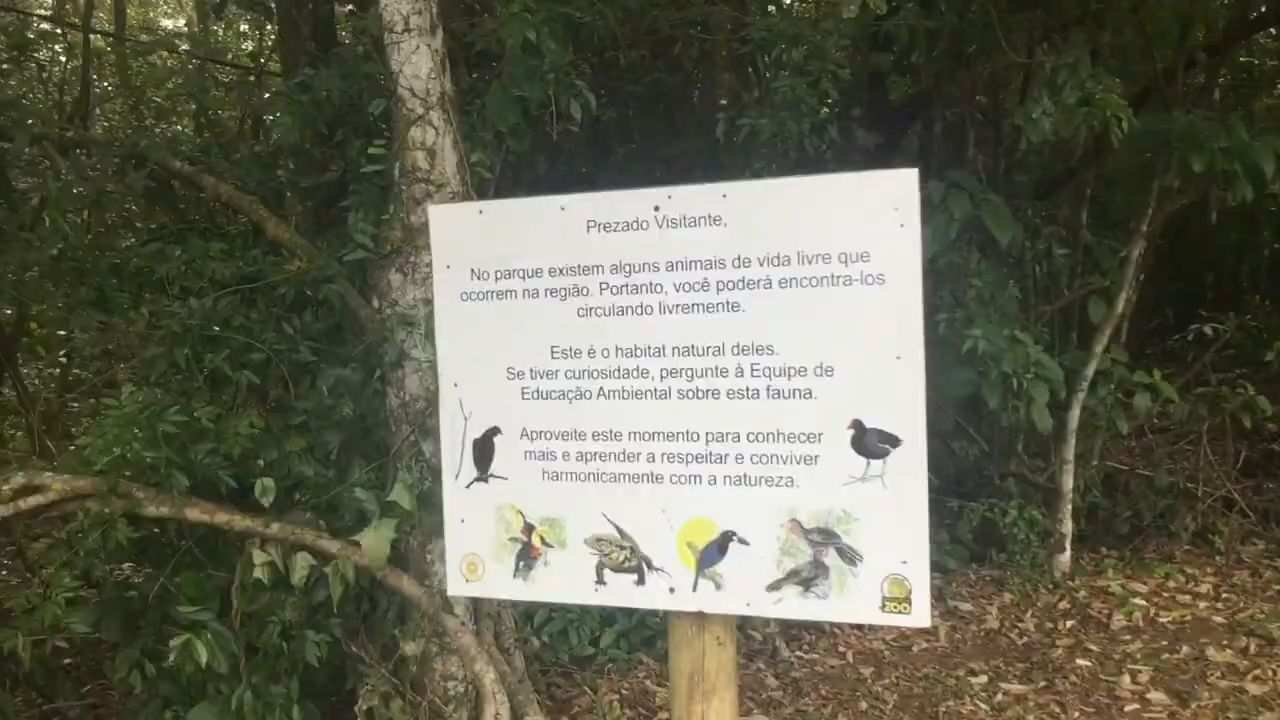 Prezado Visitante,
No parque existem alguns animais de vida livre que
ocorrem na região. Portanto, você poderá encontra-los
circulando livremente.
Este é o habitat natural deles.
Se tiver curiosidade, pergunte à Equipe de
Educação Ambiental sobre esta fauna.
Aproveite este momento para conhecer
mais e aprender a respeitar e conviver
harmonicamente com a natureza.
ZOO